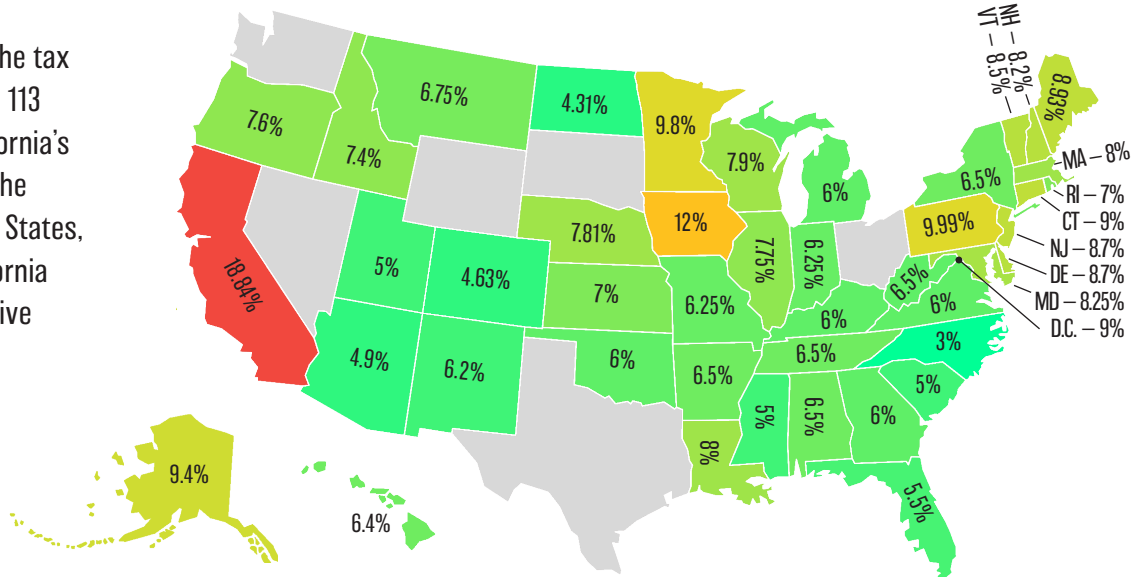 he tax
113
ornia's
he
States,
ornia
ive
NH – 8.2%
VT – 8.5%
8.93%
6.75%
4.31%
9.8%
7.6%
7.4%
7.9%
6%
6.5%
MA – 8%
RI – 7%
CT – 9%
NJ – 8.7%
DE – 8.7%
MD – 8.25%
D.C. – 9%
9.99%
12%
7.81%
7.75%
6.25%
18.84%
5%
4.63%
7%
6.25%
6.5%
6%
6%
3%
4.9%
6.2%
6%
6.5%
6.5%
5%
5%
6.5%
6%
8%
5.5%
9.4%
6.4%